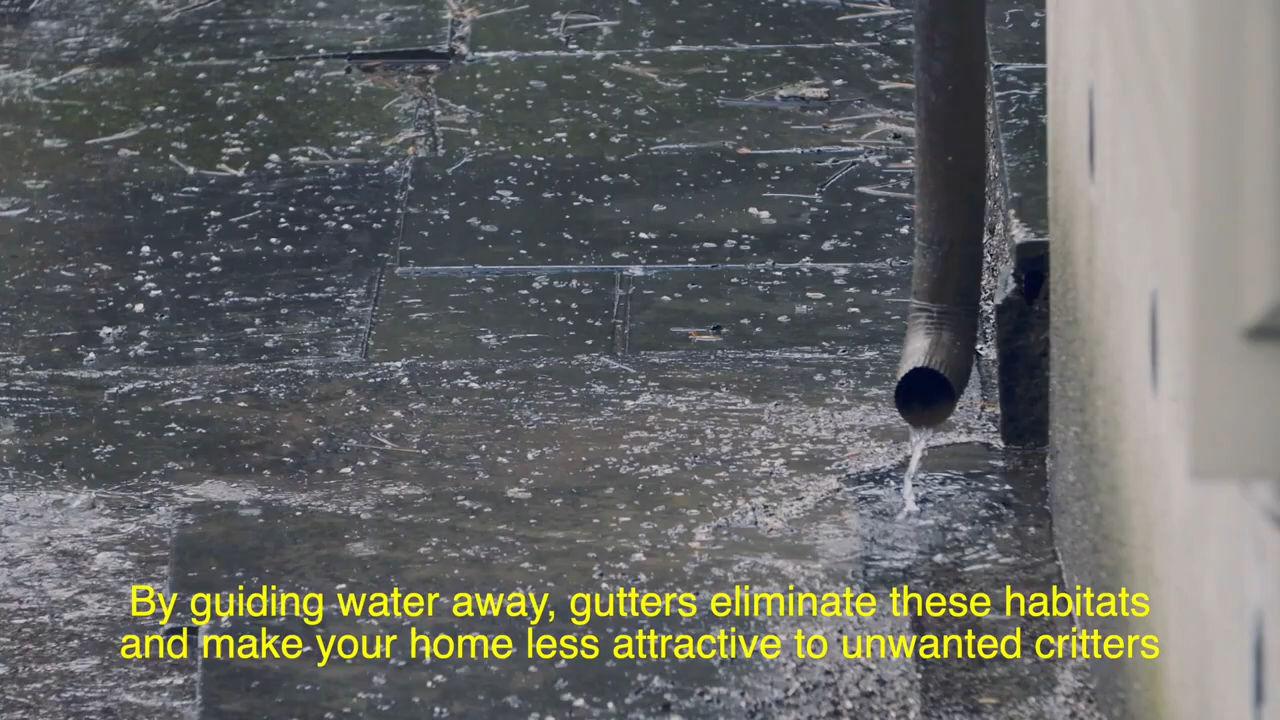 By guiding water away, gutters eliminate these habitats
and make your home less attractive to unwanted critters